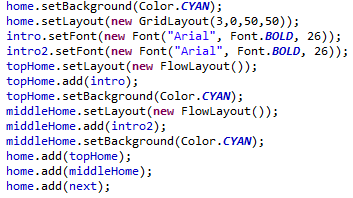 home.setBackground(Color.CYAN);
home.setLayout(new GridLayout(3,0,50,50));
intro.setFont(new Font("Arial", Font.BOLD, 26));
intro2.setFont(new Font("Arial", Font.BOLD, 26));
topHome.setLayout(new FlowLayout());
topHome.add(intro);
topHome.setBackground(Color.CYAN);
middleHome.setLayout(new FlowLayout());
middleHome.add(intro2);
middleHome.setBackground(Color.CYAN);
home.add(topHome);
home.add(middleHome);
home.add(next);